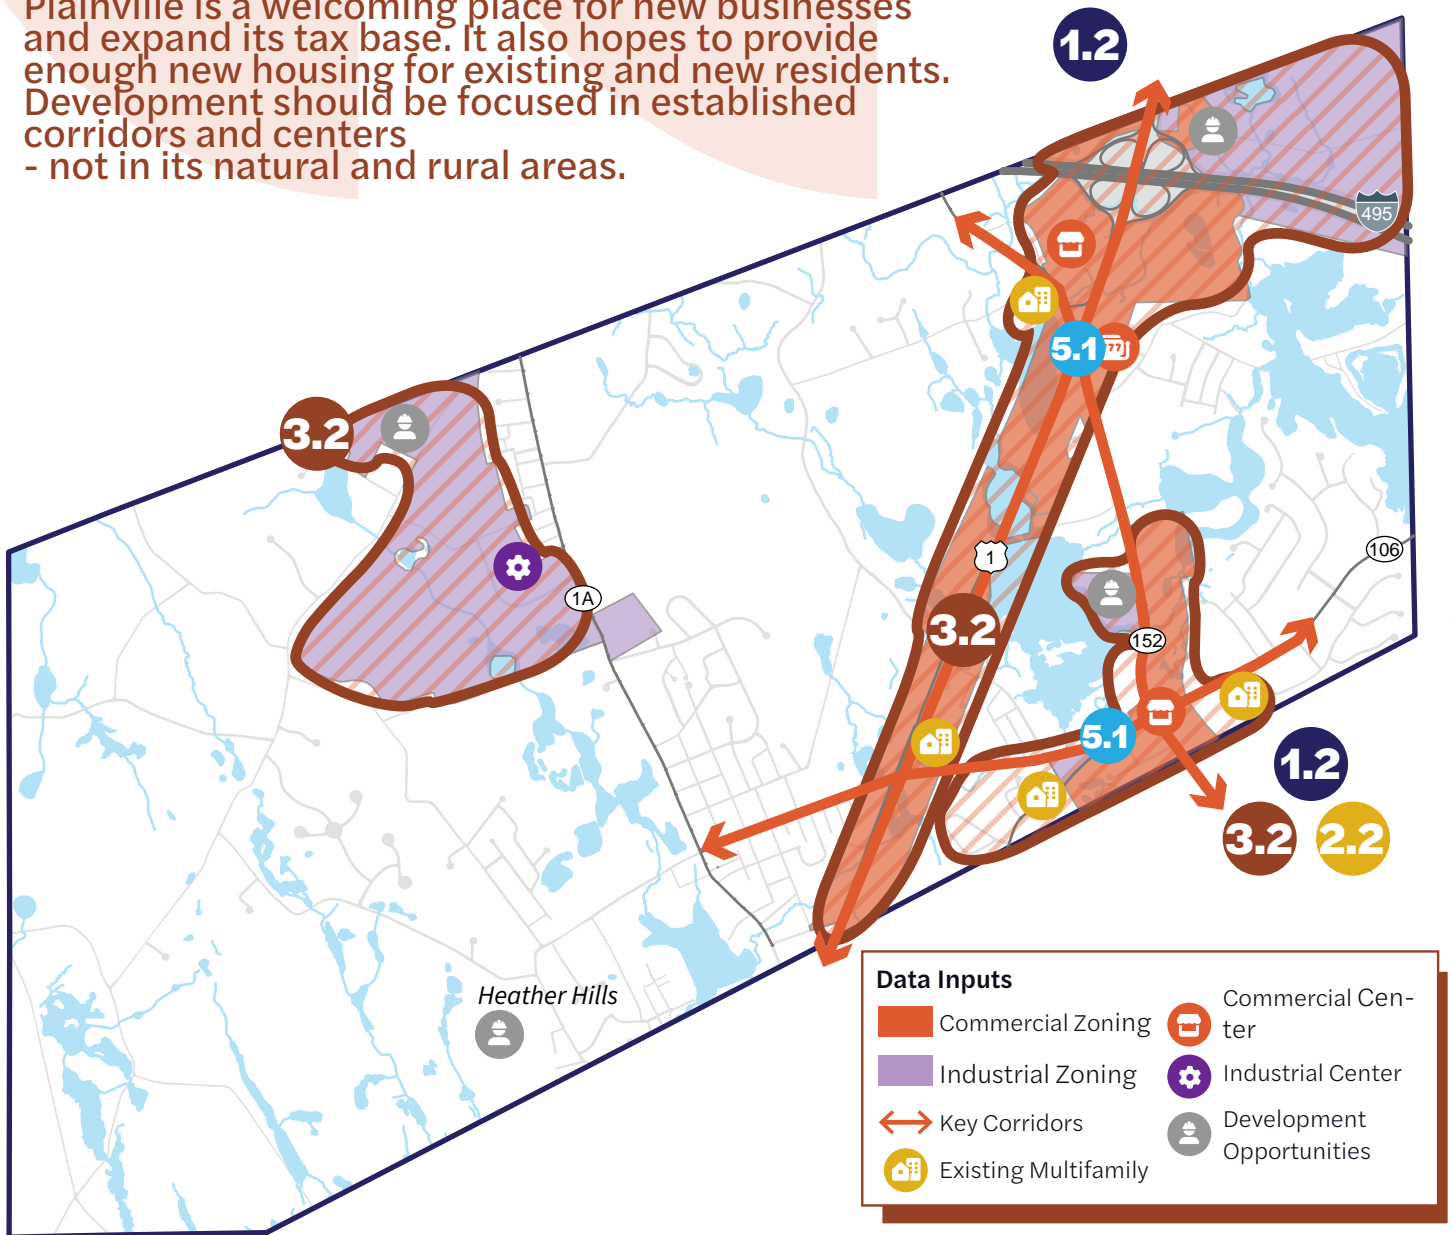 Plainville is a welcoming place for new businesses
and expand its tax base. It also hopes to provide
enough new housing for existing and new residents.
Development should be focused in established
corridors and centers
- not in its natural and rural areas.
1.2
495
5.1
777
3.2
1
106
1A
3.2
152
5.1
1.2
3.2 2.2
Heather Hills
Data Inputs
Commercial Zoning
Industrial Zoning
Key Corridors
Existing Multifamily
Commercial Cen-
ter
Industrial Center
Development
Opportunities